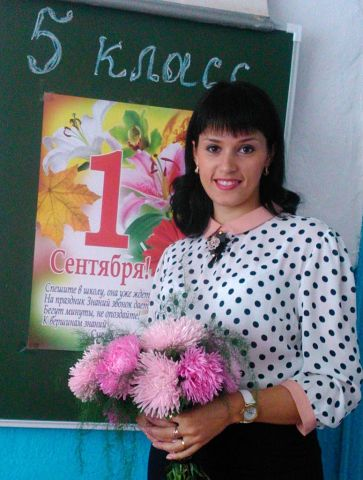 5 класс
1
Сентября!
Спешите в школу, она уже ждет
На праздник Знаний звонок дает
Бегут минуты, не опоздайте!
К вершинам знаний